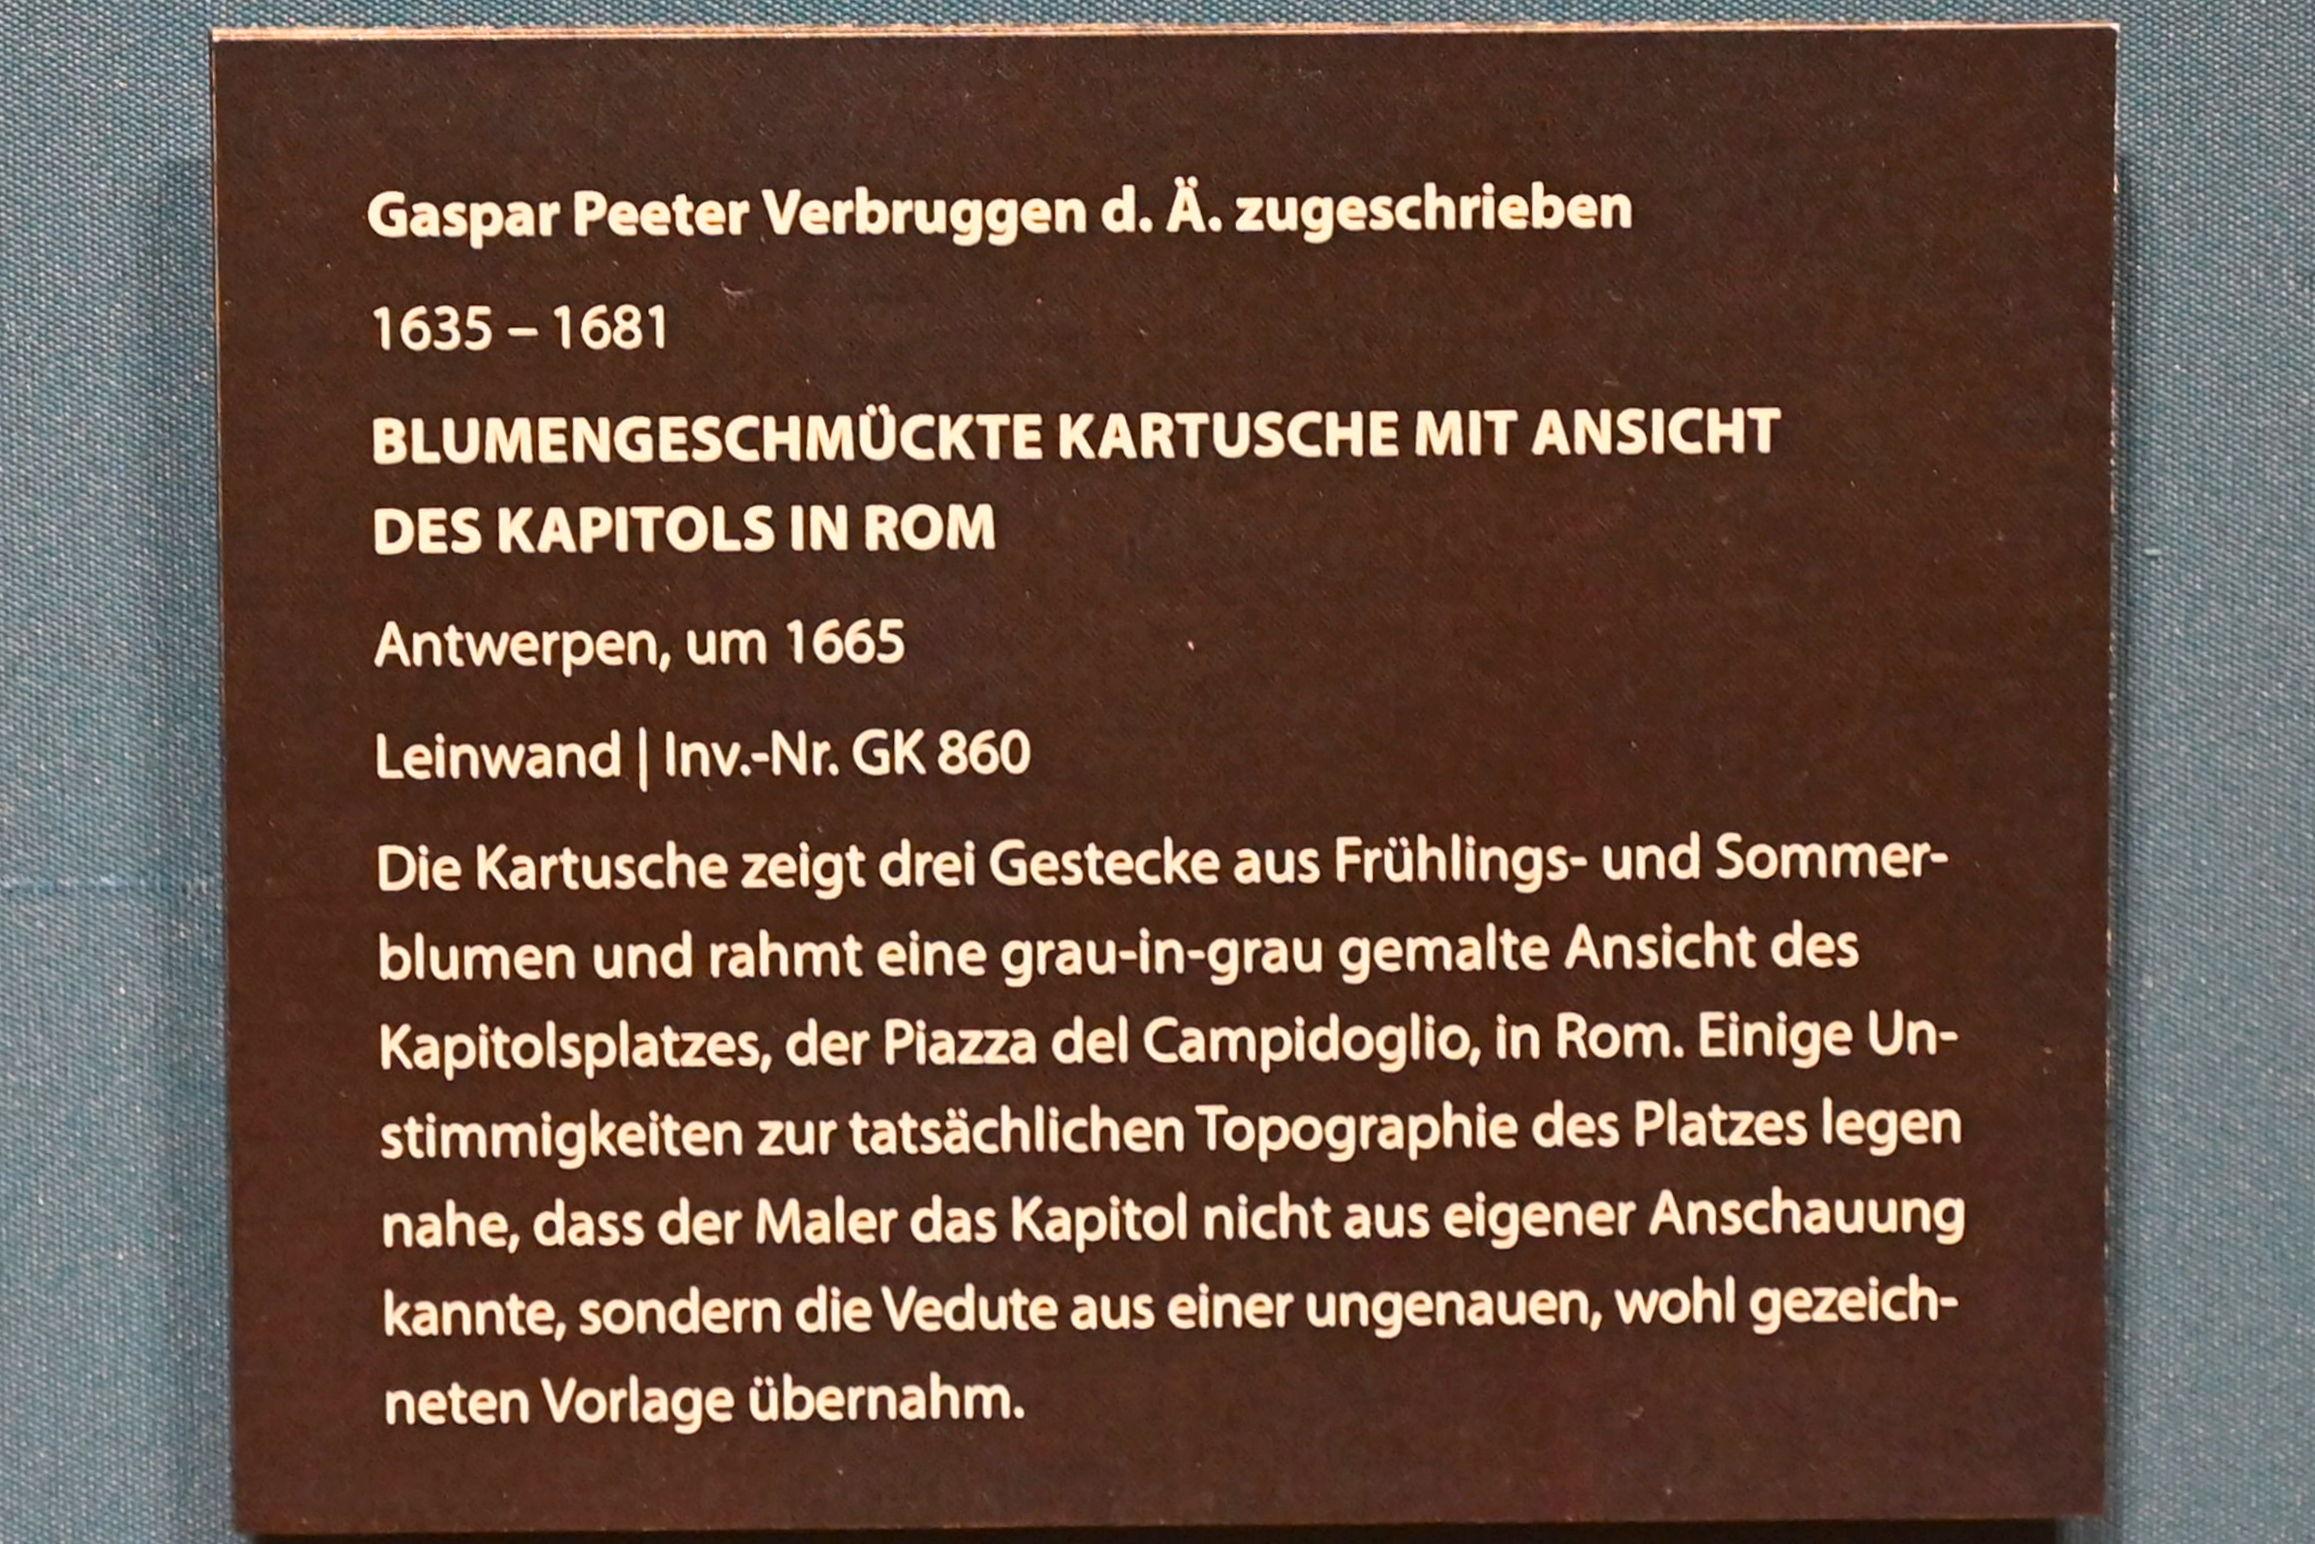 Gaspar Peeter Verbruggen d. Ä. zugeschrieben
1635 – 1681
BLUMENGESCHMÜCKTE KARTUSCHE MIT ANSICHT
DES KAPITOLS IN ROM
Antwerpen, um 1665
Leinwand | Inv.-Nr. GK 860
Die Kartusche zeigt drei Gestecke aus Frühlings- und Sommer-
blumen und rahmt eine grau-in-grau gemalte Ansicht des
Kapitolsplatzes, der Piazza del Campidoglio, in Rom. Einige Un-
stimmigkeiten zur tatsächlichen Topographie des Platzes legen
nahe, dass der Maler das Kapitol nicht aus eigener Anschauung
kannte, sondern die Vedute aus einer ungenauen, wohl gezeich-
neten Vorlage übernahm.